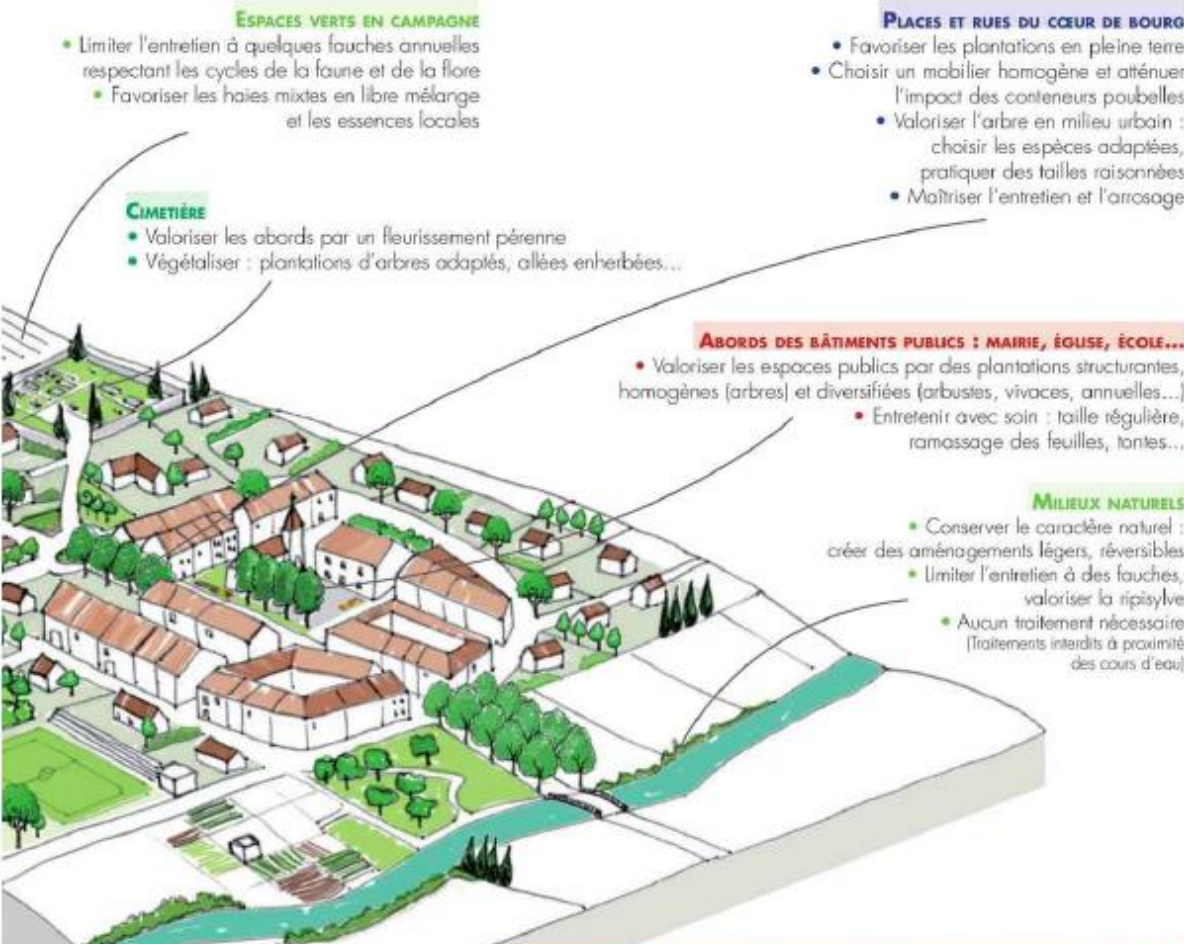 ESPACES VERTS EN CAMPAGNE
• Limiter l'entretien à quelques fauches annuelles
respectant les cycles de la faune et de la flore
• Favoriser les haies mixtes en libre mélange
et les essences locales
PLACES ET RUES DU CŒUR DE BOURG
• Favoriser les plantations en pleine terre
• Choisir un mobilier homogène et atténuer
l'impact des conteneurs poubelles
• Valoriser l'arbre en milieu urbain :
choisir les espèces adaptées,
pratiquer des tailles raisonnées
• Maîtriser l'entretien et l'arrosage
CIMETIÈRE
• Valoriser les abords par un fleurissement pérenne
• Végétaliser : plantations d'arbres adaptés, allées enherbées...
ABORDS DES BÂTIMENTS PUBLICS : MAIRIE, ÉGLISE, ÉCOLE...
• Valoriser les espaces publics par des plantations structurantes,
homogènes (arbres) et diversifiées (arbustes, vivaces, annuelles...)
• Entretenir avec soin : taille régulière,
ramassage des feuilles, tontes...
MILIEUX NATURELS
• Conserver le caractère naturel :
créer des aménagements légers, réversibles
• Limiter l'entretien à des fauches,
valoriser la ripisylve
• Aucun traitement nécessaire
(Traitements interdits à proximité
des cours d'eau)